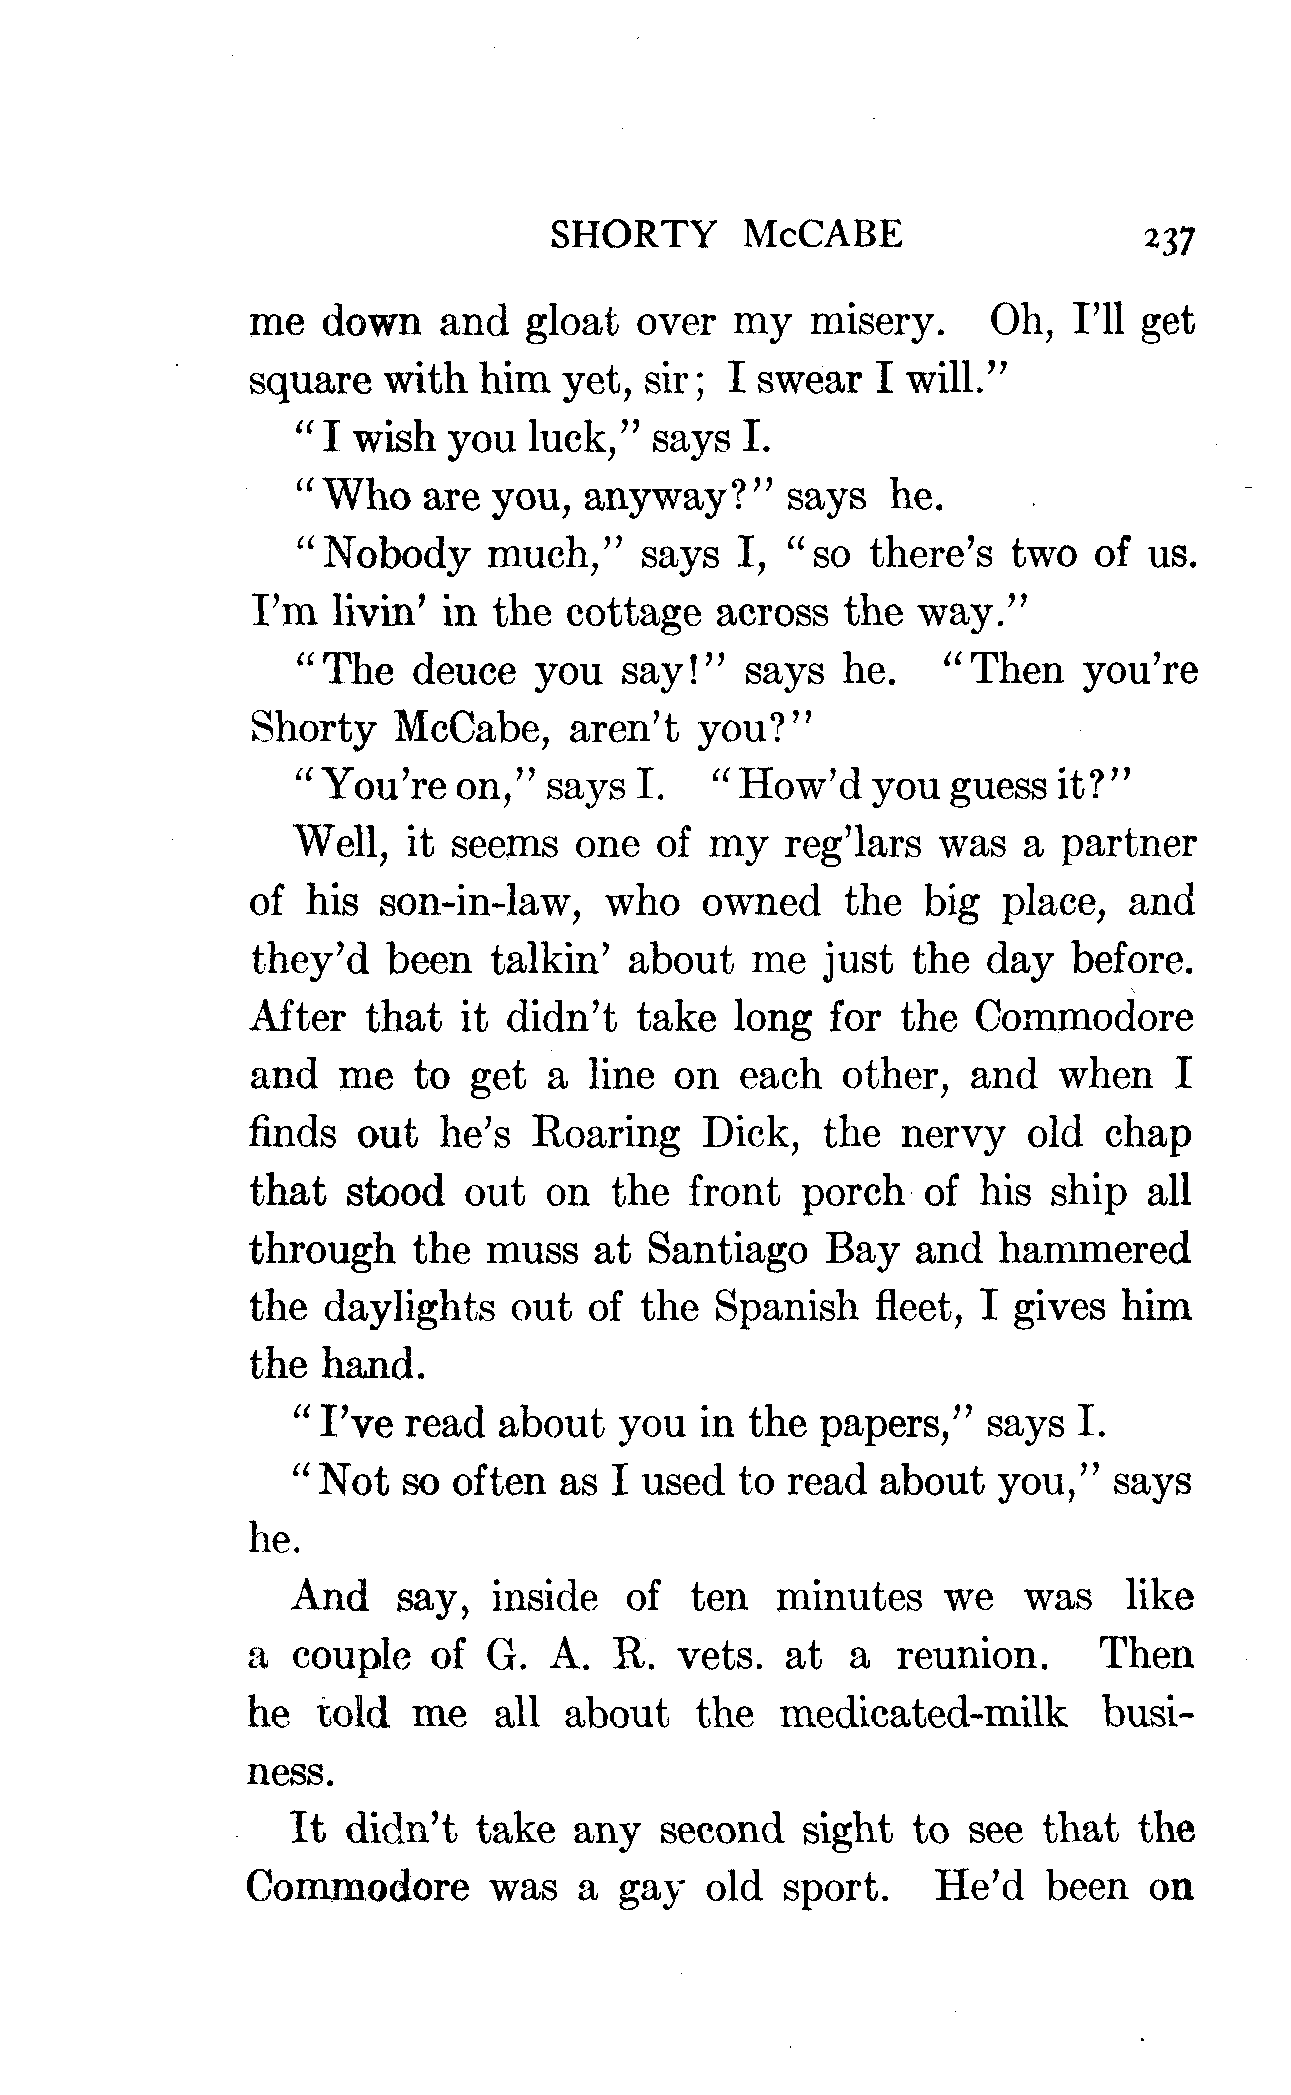 SHORTY McCABE 237
me down and gloat over my misery. Oh, I'll get
square with him yet, sir; I swear I will."
"I wish you luck," says I.
"Who are you, anyway?" says he.
"Nobody much," says I, "so there's two of us.
I'm livin' in the cottage across the way."
"The deuce you say!" says he. "Then you're
Shorty McCabe, aren't you?"
"You're on," says I. "How'd you guess it?"
Well, it seems one of my reg'lars was a partner
of his son-in-law, who owned the big place, and
they'd been talkin' about me just the day before.
After that it didn't take long for the Commodore
and me to get a line on each other, and when I
finds out he's Roaring Dick, the nervy old chap
that stood out on the front porch of his ship all
through the muss at Santiago Bay and hammered
the daylights out of the Spanish fleet, I gives him
the hand.
"I've read about you in the papers," says I.
"Not so often as I used to read about you," says
he.
And say, inside of ten minutes we was like
a couple of G. A. R. vets. at a reunion. Then
he told me all about the medicated-milk busi-
ness.
It didn't take any second sight to see that the
Commodore was a gay old sport. He'd been on